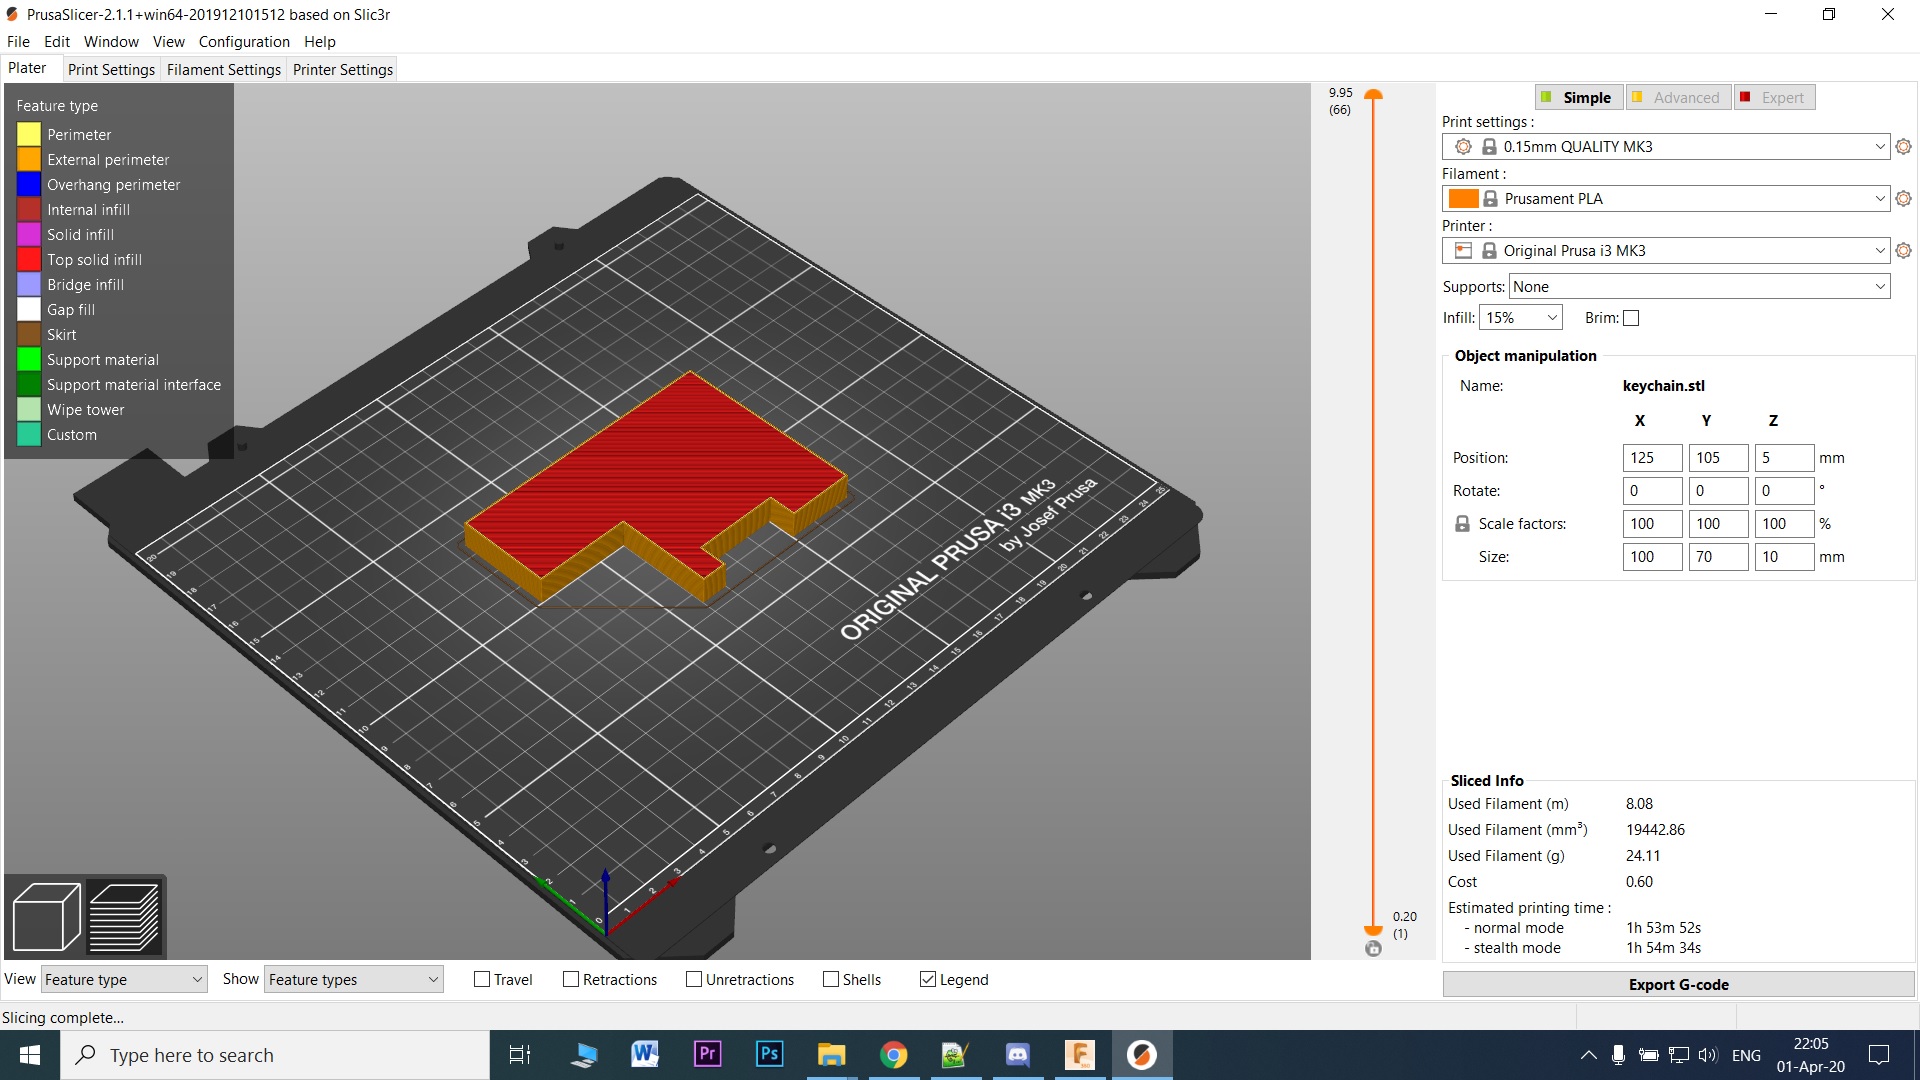 PrusaSlicer-2.1.1+win64-201912101512 based on Slic3r
File Edit Window View Configuration Help
Plater Print Settings Filament Settings Printer Settings
Feature type
Perimeter
External perimeter
Overhang perimeter
Internal infill
Solid infill
Top solid infill
Bridge infill
Gap fill
Skirt
Support material
Support material interface
Wipe tower
Custom
ORIGINAL PRUSA i3 MK3
by Josef Prusa
9.95
(66)
0.20
(1)
Simple Advanced Expert
Print settings :
0.15mm QUALITY MK3
Filament :
Prusament PLA
Printer :
Original Prusa i3 MK3
Supports: None
Infill: 15% Brim:
Object manipulation
Name: keychain.stl
X Y Z
Position: 125 105 5 mm
Rotate: 0 0 0 °
Scale factors: 100 100 100 %
Size: 100 70 10 mm
Sliced Info
Used Filament (m) 8.08
Used Filament (mm³) 19442.86
Used Filament (g) 24.11
Cost 0.60
Estimated printing time :
- normal mode 1h 53m 52s
- stealth mode 1h 54m 34s
Export G-code
View Feature type Show Feature types Travel Retractions Unretractions Shells Legend
Slicing complete...
Type here to search
W Pr Ps F
ENG
22:05
01-Apr-20